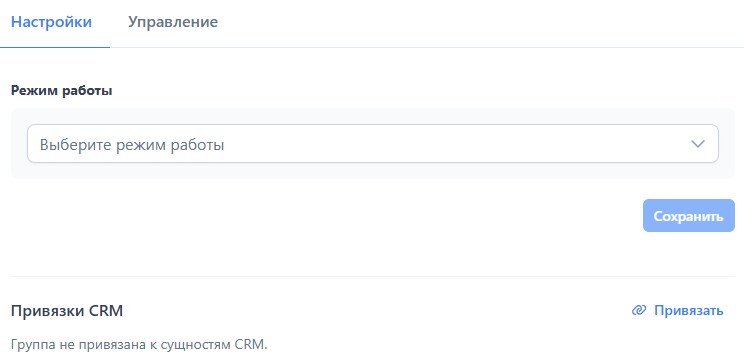 Настройки Управление
Режим работы
Выберите режим работы
Сохранить
Привязки CRM Привязать
Группа не привязана к сущностям CRM.